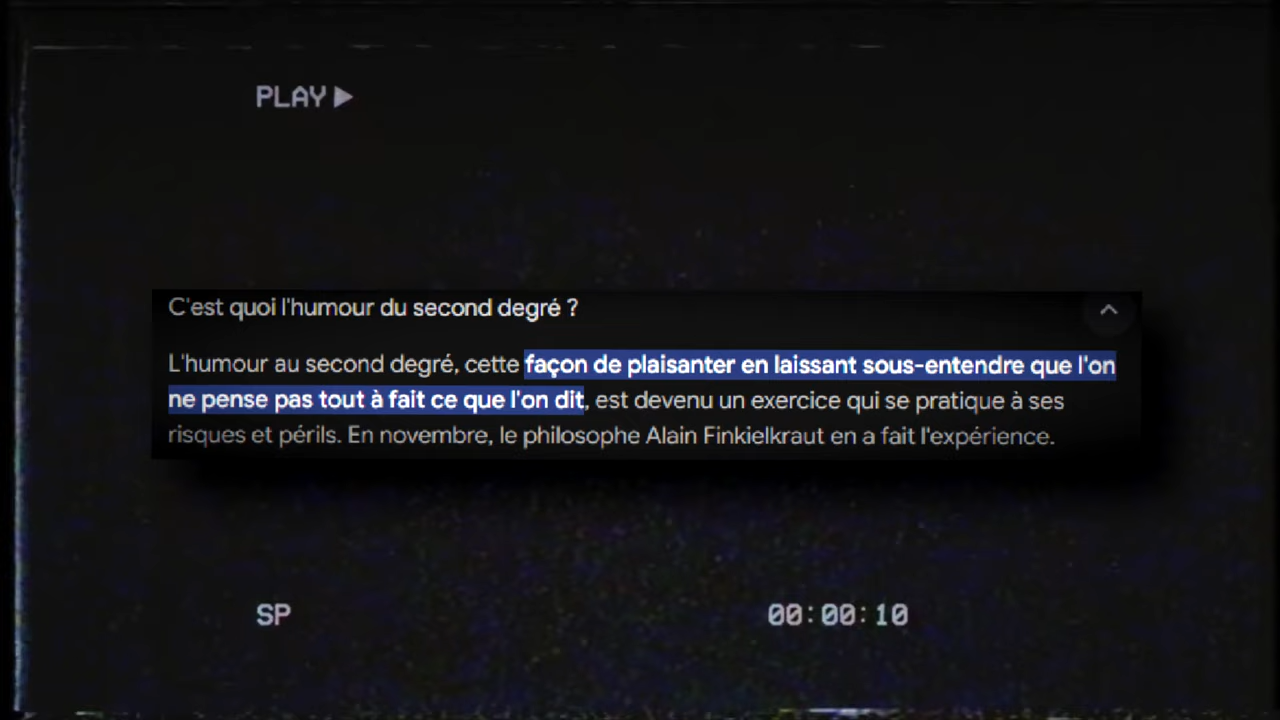 PLAY
C'est quoi l'humour du second degré ?
L'humour au second degré, cette façon de plaisanter en laissant sous-entendre que l'on
ne pense pas tout à fait ce que l'on dit, est devenu un exercice qui se pratique à ses
risques et périls. En novembre, le philosophe Alain Finkielkraut en a fait l'expérience.
SP
00:00:10